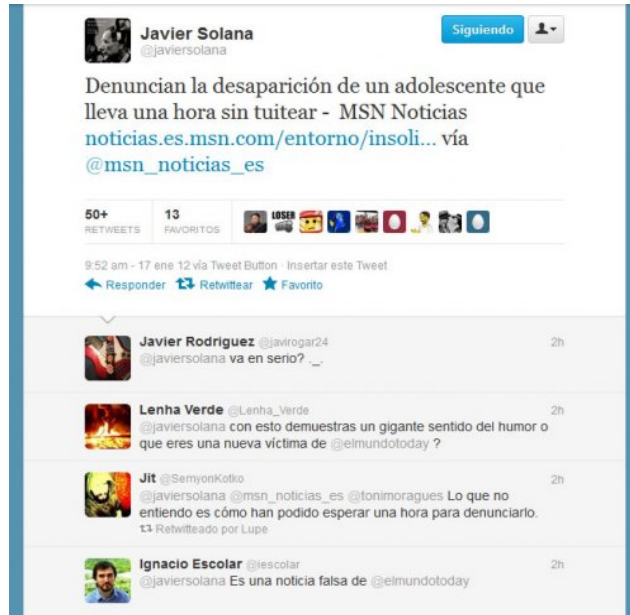 Javier Solana
@javiersolana
Siguiendo
Denuncian la desaparición de un adolescente que
lleva una hora sin tuitear - MSN Noticias
noticias.es.msn.com/entorno/insoli... vía
@msn_noticias_es
50+
RETWEETS
13
FAVORITOS
LOSER
9:52 am - 17 ene 12 vía Tweet Button · Insertar este Tweet
Responder Retwittear Favorito
Javier Rodriguez @javirogar24 2h
@javiersolana va en serio? ._.
Lenha Verde @Lenha_Verde 2h
@javiersolana con esto demuestras un gigante sentido del humor o
que eres una nueva víctima de @elmundotoday ?
Jit @SemyonKotko 2h
@javiersolana @msn_noticias_es @tonimoragues Lo que no
entiendo es cómo han podido esperar una hora para denunciarlo.
Retwitteado por Lupe
Ignacio Escolar @iescolar 2h
@javiersolana Es una noticia falsa de @elmundotoday